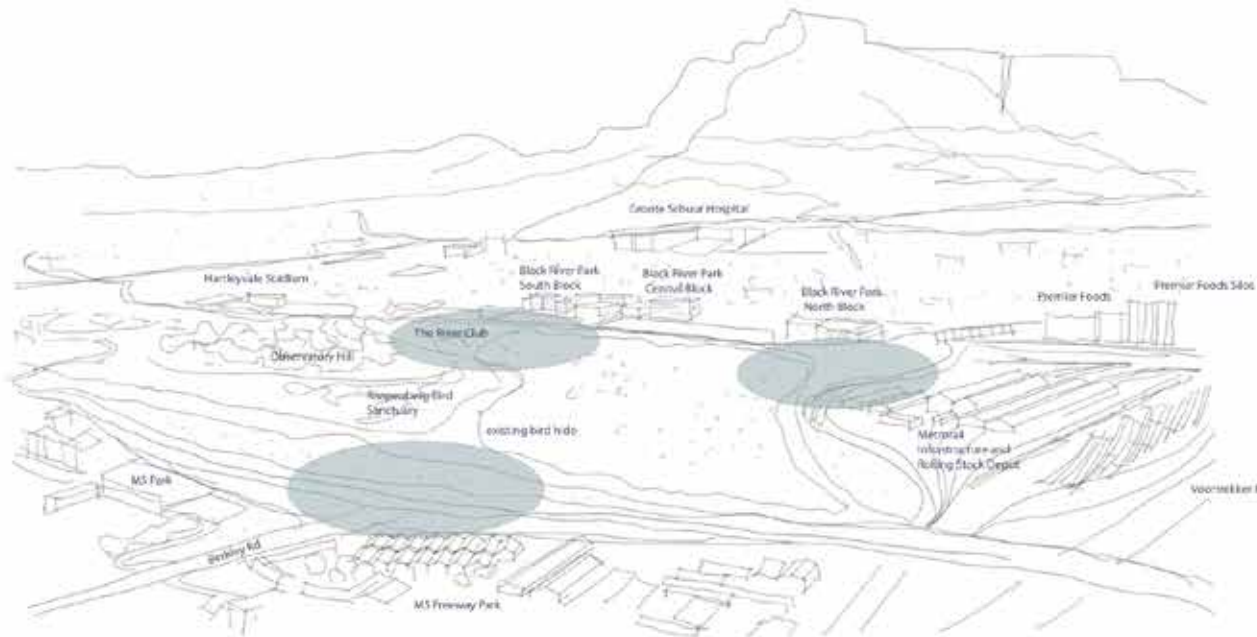 Groote Schuur Hospital
Hartleyvale Stadium
Black River Park
South Block
Black River Park
Central Block
Black River Park
North Block
Premier Foods
Premier Foods Silos
The River Club
Observatory Hill
Bird
Sanctuary
existing bird hide
Metrorail
Infrastructure and
Rolling Stock Depot
M5 Park
Berkley Rd
M5 Freeway Park